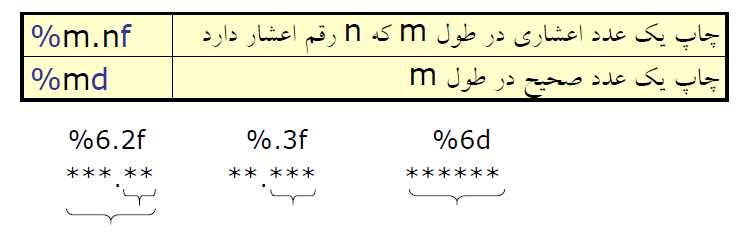 %m.nf چاپ یک عدد اعشاری در طول m که n رقم اعشار دارد
%md چاپ یک عدد صحیح در طول m
%6.2f %.3f %6d
***.** **.*** ******